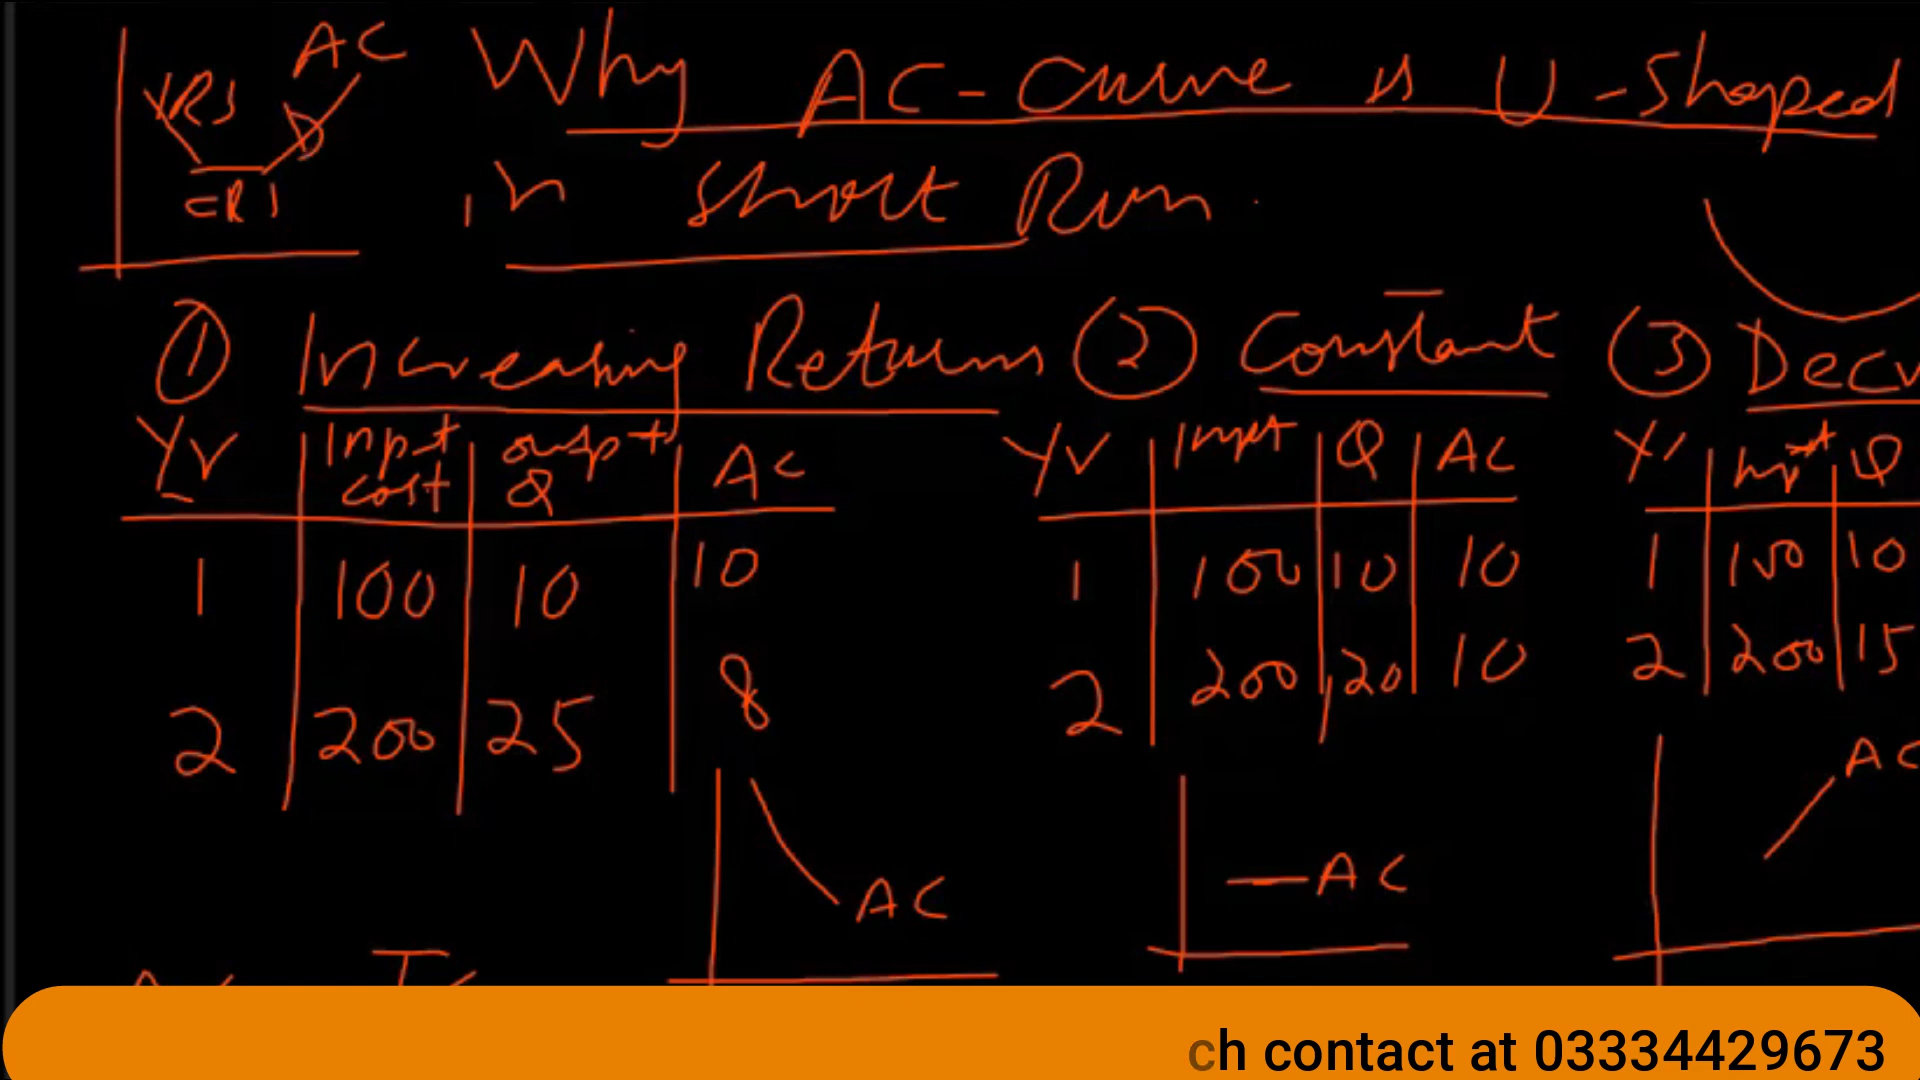 AC Why AC-Curve is U-Shaped
IRS D
CRS in Short Run.
① Increasing Returns ② Constant ③ Decr
Yr Input cost output Q AC Yr Input Q AC Yr Input Q
1 100 10 10 1 100 10 10 1 100 10
2 200 25 8 2 200 20 10 2 200 15
AC AC AC
ch contact at 03334429673